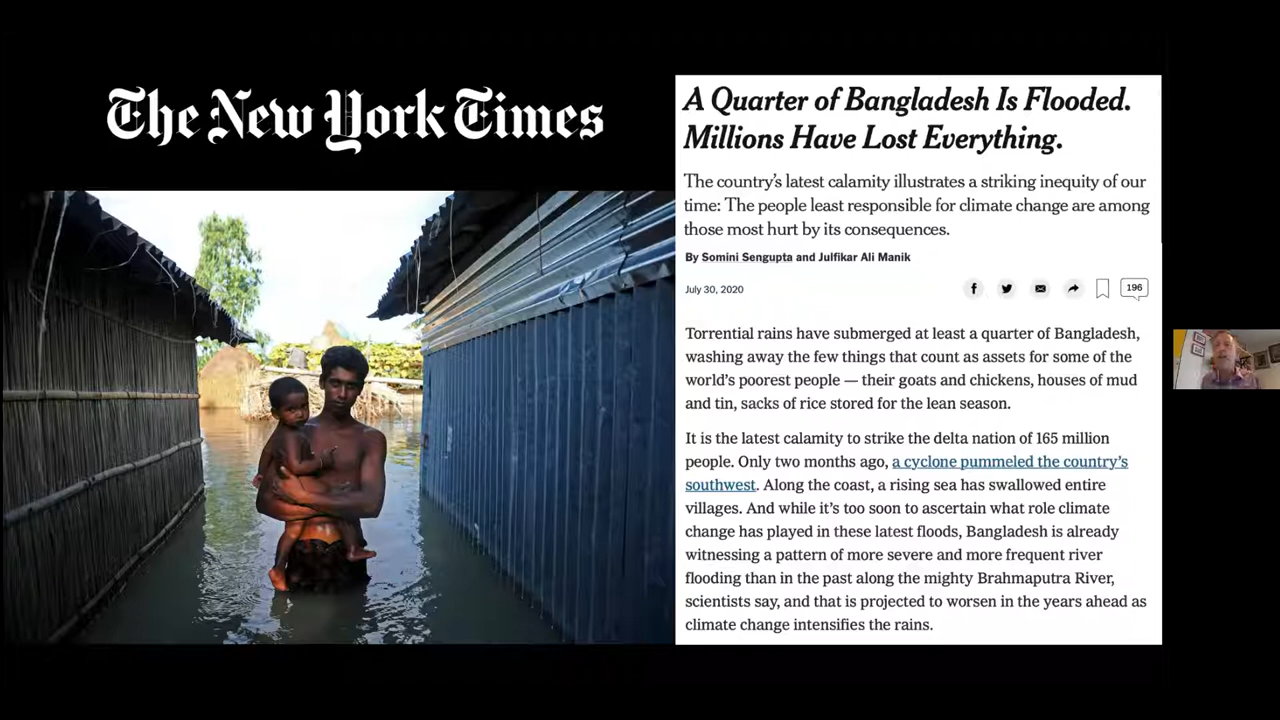 The New York Times
A Quarter of Bangladesh Is Flooded.
Millions Have Lost Everything.
The country’s latest calamity illustrates a striking inequity of our
time: The people least responsible for climate change are among
those most hurt by its consequences.
By Somini Sengupta and Julfikar Ali Manik
July 30, 2020
196
Torrential rains have submerged at least a quarter of Bangladesh,
washing away the few things that count as assets for some of the
world’s poorest people — their goats and chickens, houses of mud
and tin, sacks of rice stored for the lean season.
It is the latest calamity to strike the delta nation of 165 million
people. Only two months ago, a cyclone pummeled the country’s
southwest. Along the coast, a rising sea has swallowed entire
villages. And while it’s too soon to ascertain what role climate
change has played in these latest floods, Bangladesh is already
witnessing a pattern of more severe and more frequent river
flooding than in the past along the mighty Brahmaputra River,
scientists say, and that is projected to worsen in the years ahead as
climate change intensifies the rains.